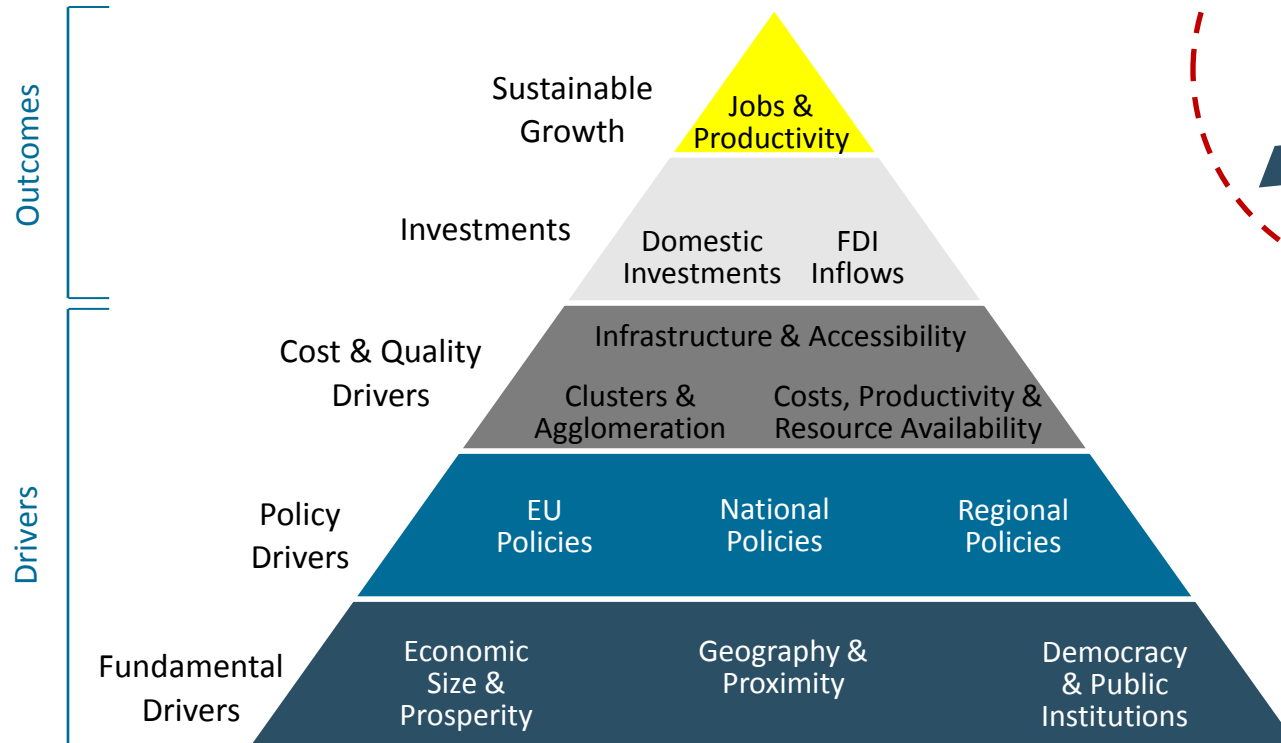 Outcomes
Sustainable
Growth
Jobs &
Productivity
Investments
Domestic
Investments
FDI
Inflows
Drivers
Cost & Quality
Drivers
Infrastructure & Accessibility
Clusters &
Agglomeration
Costs, Productivity &
Resource Availability
Policy
Drivers
EU
Policies
National
Policies
Regional
Policies
Fundamental
Drivers
Economic
Size &
Prosperity
Geography &
Proximity
Democracy
& Public
Institutions